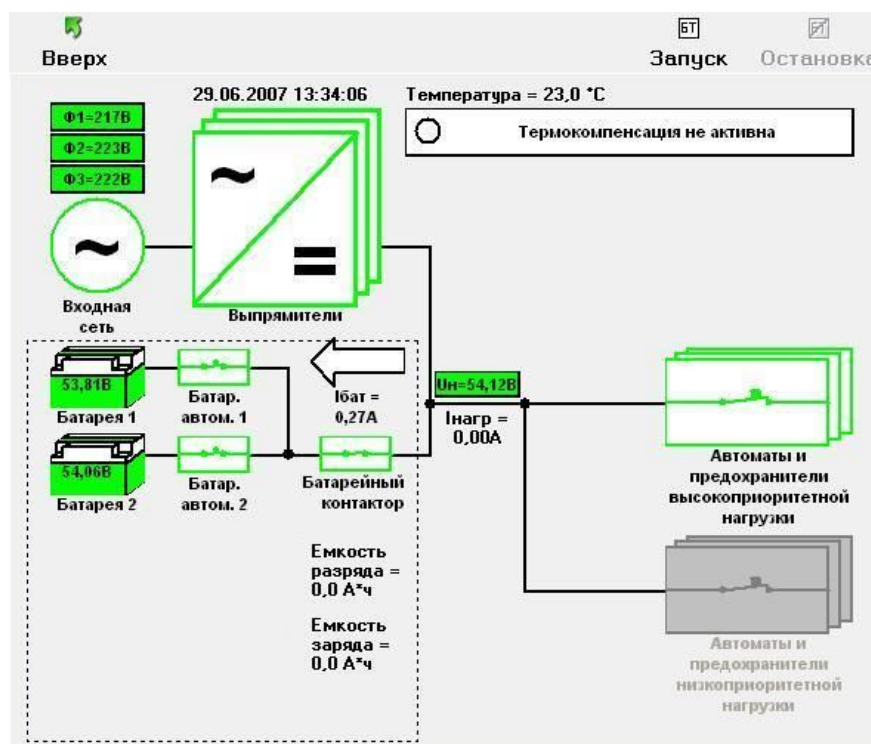 БТ
БТ
Вверх
Запуск
Остановка
29.06.2007 13:34:06
Температура = 23,0 °C
Термокомпенсация не активна
Ф1=217В
Ф2=223В
Ф3=222В
Входная
сеть
Выпрямители
53,81В
Батарея 1
Батар.
автом. 1
Iбат =
0,27А
Uн=54,12В
Iнагр =
0,00А
54,06В
Батарея 2
Батар.
автом. 2
Батарейный
контактор
Автоматы и
предохранители
высокоприоритетной
нагрузки
Емкость
разряда =
0,0 А*ч
Емкость
заряда =
0,0 А*ч
Автоматы и
предохранители
низкоприоритетной
нагрузки